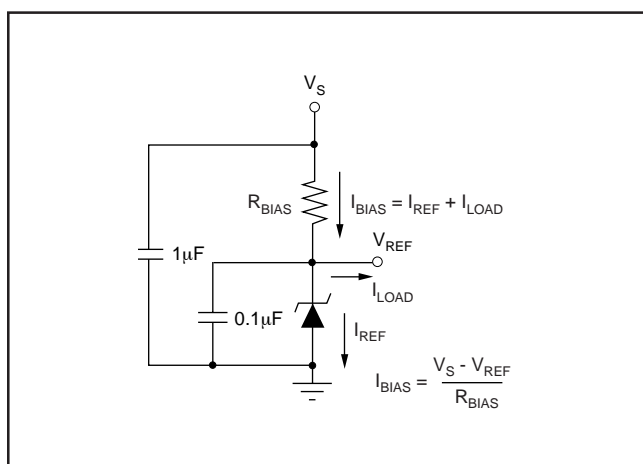 V_S
R_BIAS
I_BIAS = I_REF + I_LOAD
V_REF
1µF
I_LOAD
0.1µF
I_REF
I_BIAS = V_S - V_REF
R_BIAS